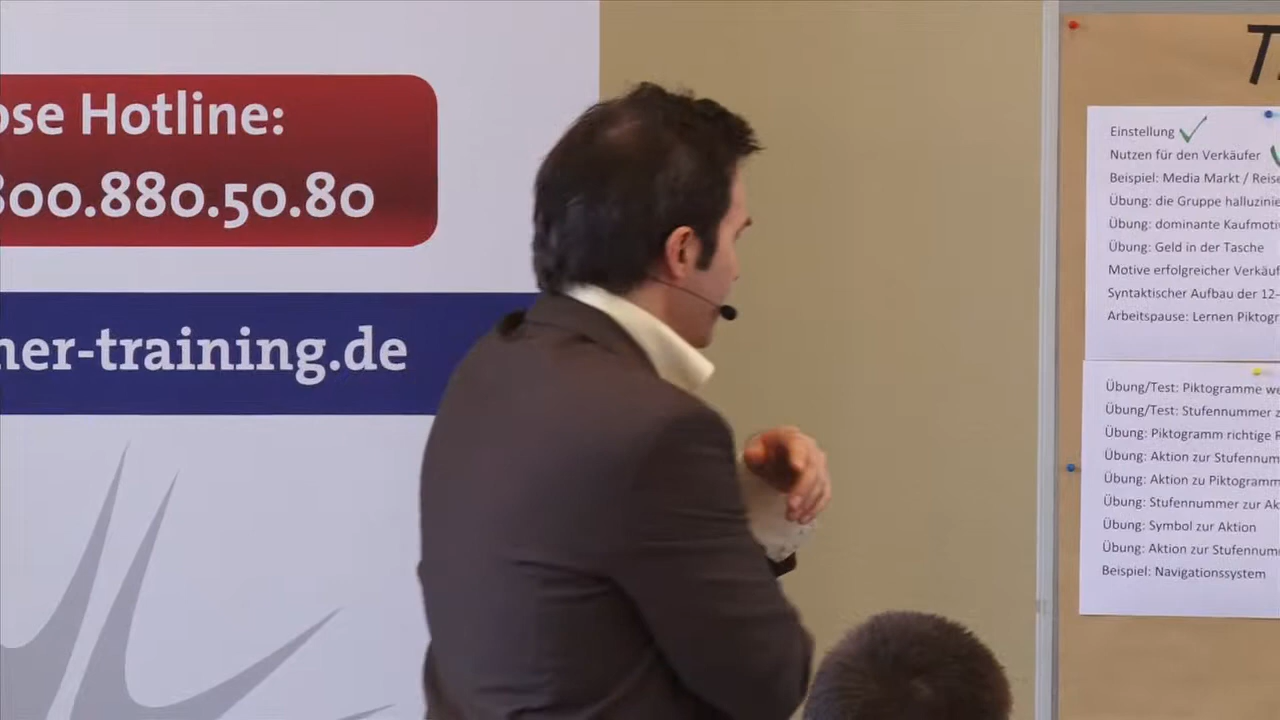 Hotline:
800.880.50.80
ner-training.de
Einstellung
Nutzen für den Verkäufer
Beispiel: Media Markt / Reise
Übung: die Gruppe halluzinie
Übung: dominante Kaufmotiv
Übung: Geld in der Tasche
Motive erfolgreicher Verkäuf
Syntaktischer Aufbau der 12-
Arbeitspause: Lernen Piktogr
Übung/Test: Piktogramme we
Übung/Test: Stufennummer z
Übung: Piktogramm richtige R
Übung: Aktion zur Stufennum
Übung: Aktion zu Piktogramm
Übung: Stufennummer zur Ak
Übung: Symbol zur Aktion
Übung: Aktion zur Stufennum
Beispiel: Navigationssystem